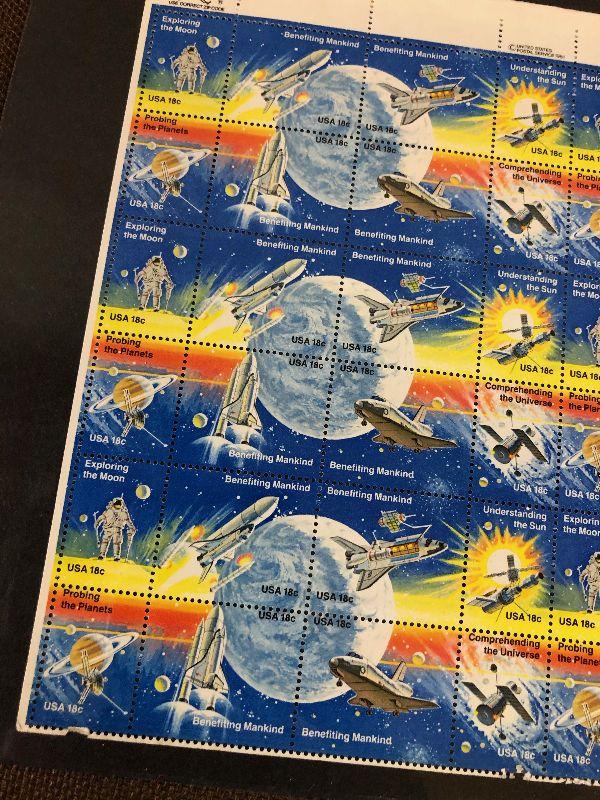 USE CORRECT ZIP CODE
© UNITED STATES
POSTAL SERVICE 1981
Exploring
the Moon
Benefiting Mankind
Benefiting Mankind
Understanding
the Sun
USA 18c
USA 18c
USA 18c
USA 18c
Probing
the Planets
USA 18c
USA 18c
Comprehending
the Universe
USA 18c
Benefiting Mankind
Benefiting Mankind
USA 18c
Exploring
the Moon
Benefiting Mankind
Benefiting Mankind
Understanding
the Sun
USA 18c
USA 18c
USA 18c
USA 18c
Probing
the Planets
USA 18c
USA 18c
Comprehending
the Universe
USA 18c
Benefiting Mankind
Benefiting Mankind
USA 18c
Exploring
the Moon
Benefiting Mankind
Benefiting Mankind
Understanding
the Sun
USA 18c
USA 18c
USA 18c
USA 18c
Probing
the Planets
USA 18c
USA 18c
Comprehending
the Universe
USA 18c
Benefiting Mankind
Benefiting Mankind
USA 18c